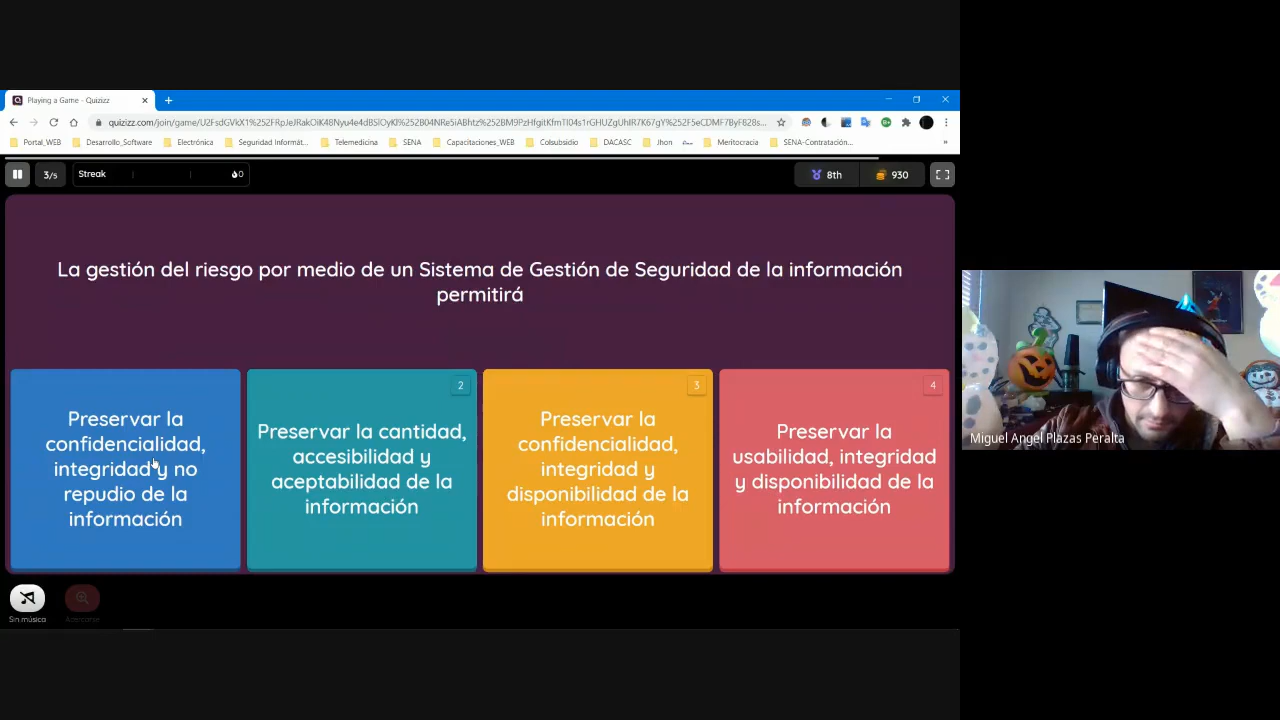 Playing a Game - Quizizz
Portal_WEB Desarrollo_Software Electrónica Seguridad Informát... Telemedicina SENA Capacitaciones_WEB Colsubsidio DACASC Jhon Meritocracia SENA-Contratación... »
3/5 Streak 0 8th 930
La gestión del riesgo por medio de un Sistema de Gestión de Seguridad de la información
permitirá
Preservar la
confidencialidad,
integridad y no
repudio de la
información
2
Preservar la cantidad,
accesibilidad y
aceptabilidad de la
información
3
Preservar la
confidencialidad,
integridad y
disponibilidad de la
información
4
Preservar la
usabilidad, integridad
y disponibilidad de la
información
Sin música Acercarse
Miguel Angel Plazas Peralta